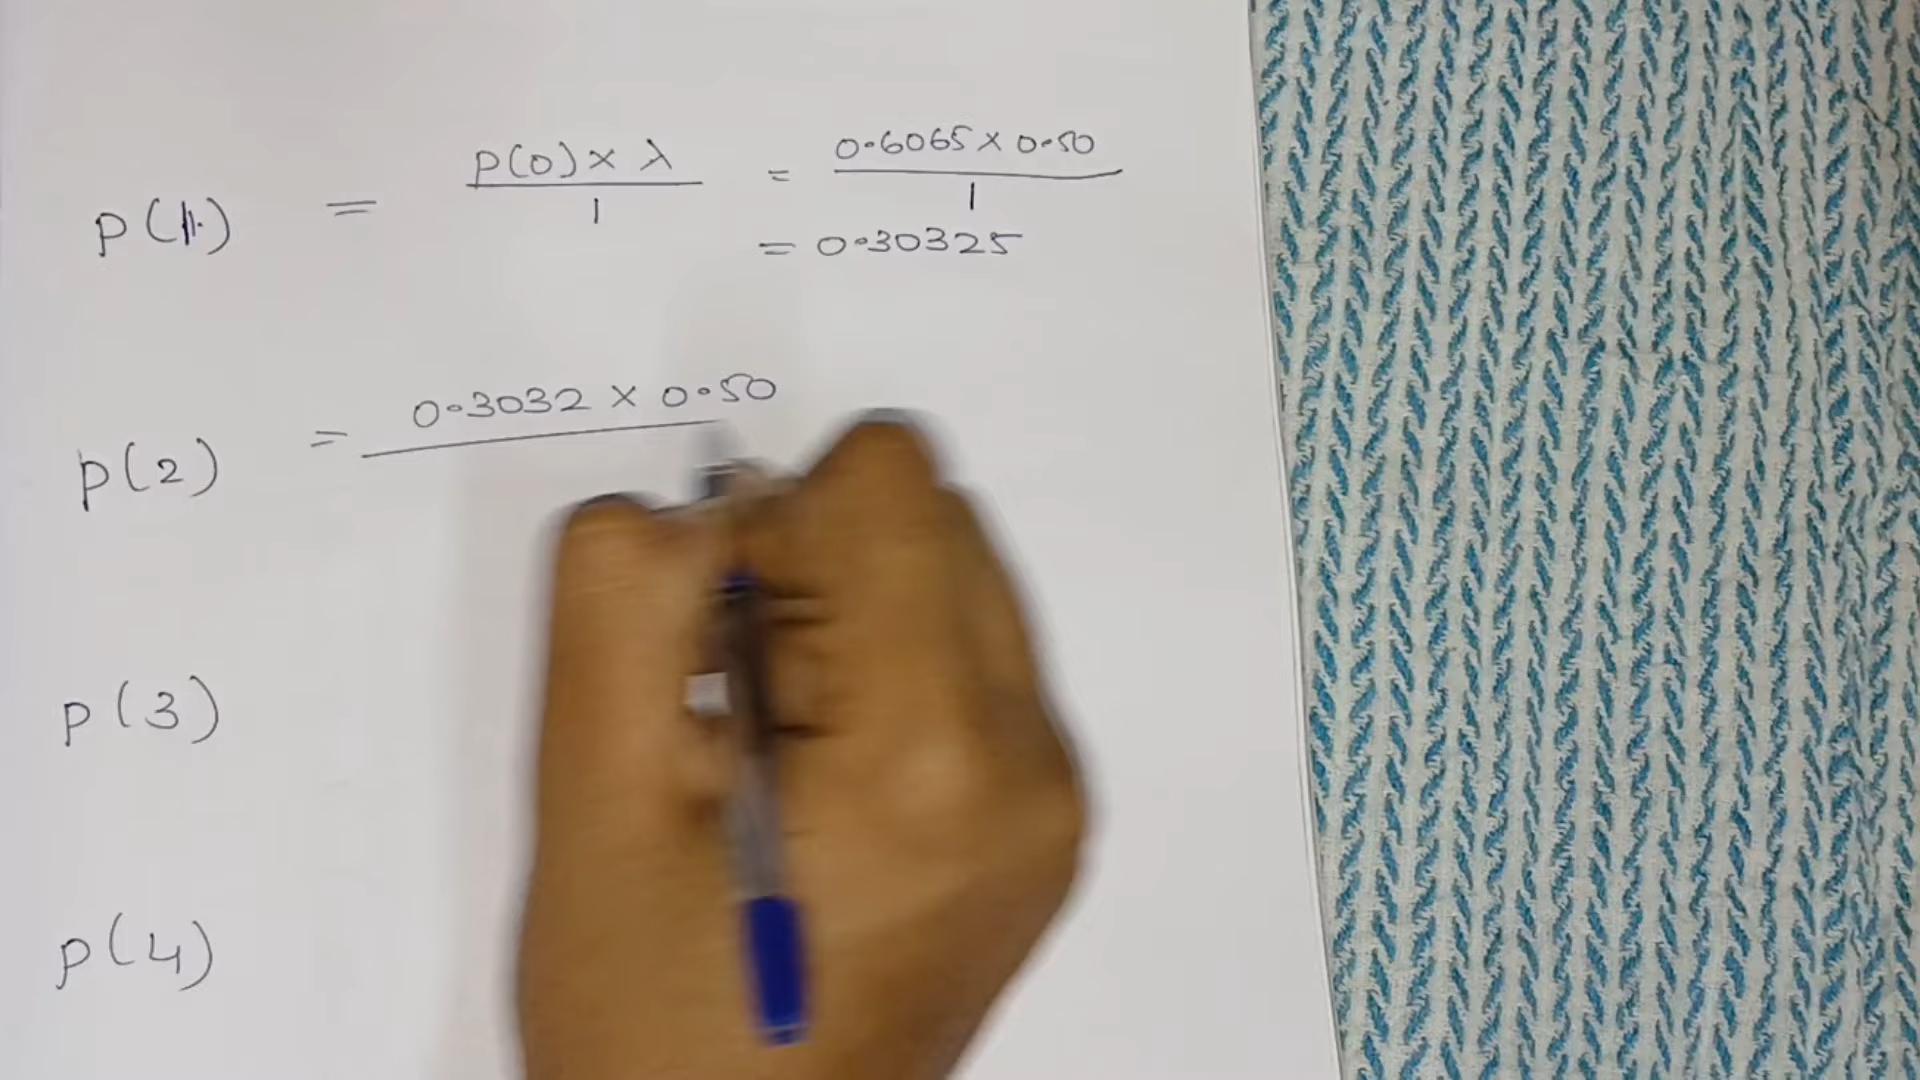 P(1) = P(0) × λ / 1 = 0.6065 × 0.50 / 1
= 0.30325
P(2) = 0.3032 × 0.50
P(3)
P(4)